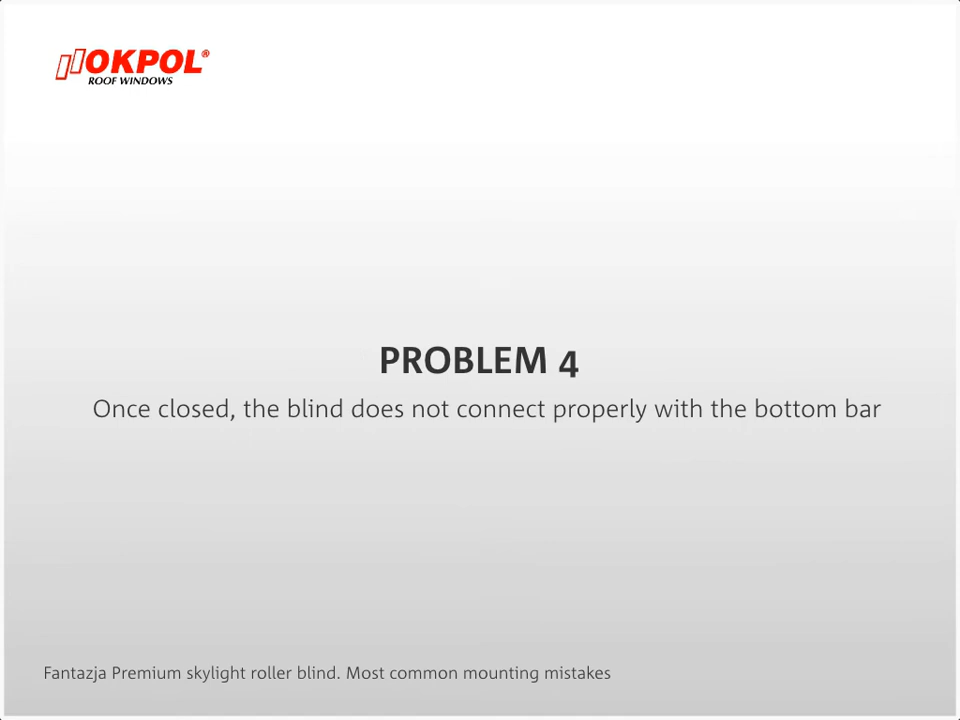 OKPOL®
ROOF WINDOWS
PROBLEM 4
Once closed, the blind does not connect properly with the bottom bar
Fantazja Premium skylight roller blind. Most common mounting mistakes